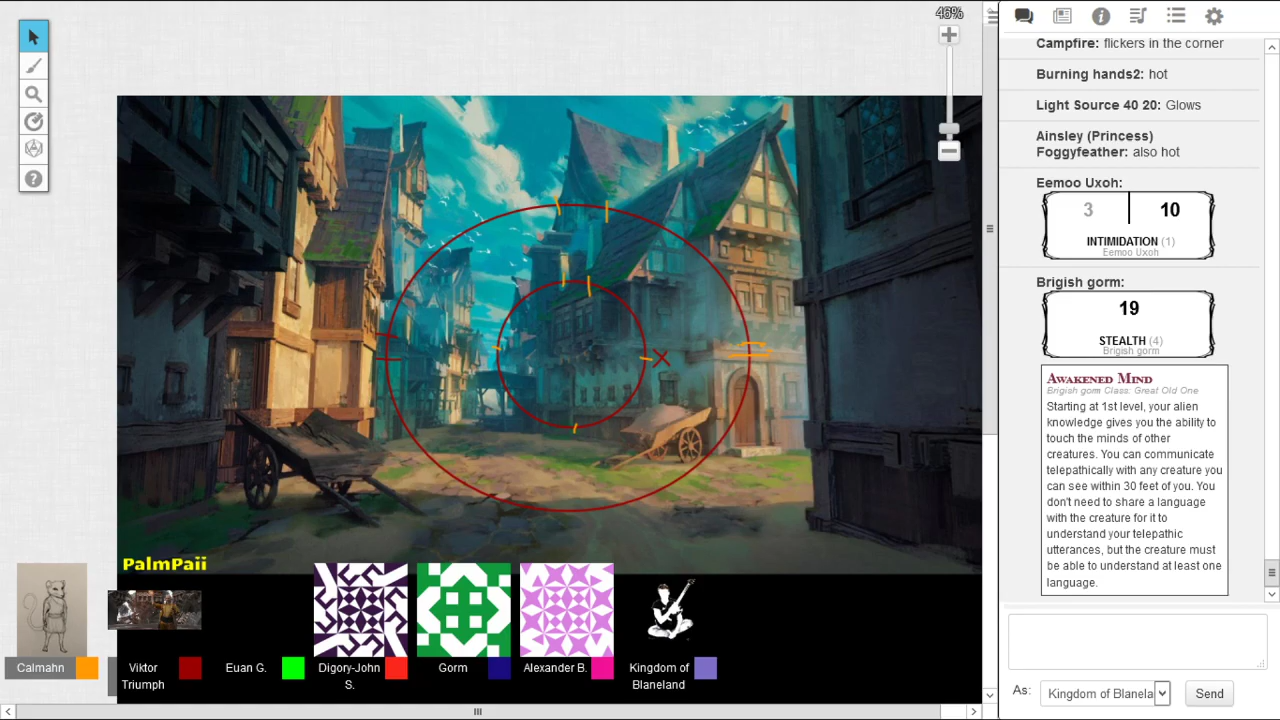 46%
Campfire: flickers in the corner
Burning hands2: hot
Light Source 40 20: Glows
Ainsley (Princess)
Foggyfeather: also hot
Eemoo Uxoh:
3 10
INTIMIDATION (1)
Eemoo Uxoh
Brigish gorm:
19
STEALTH (4)
Brigish gorm
Awakened Mind
Brigish gorm Class: Great Old One
Starting at 1st level, your alien
knowledge gives you the ability to
touch the minds of other
creatures. You can communicate
telepathically with any creature you
can see within 30 feet of you. You
don't need to share a language
with the creature for it to
understand your telepathic
utterances, but the creature must
be able to understand at least one
language.
As: Kingdom of Blanela Send
PalmPaii
Calmahn
Viktor
Triumph
Euan G.
Digory-John
S.
Gorm
Alexander B.
Kingdom of
Blaneland